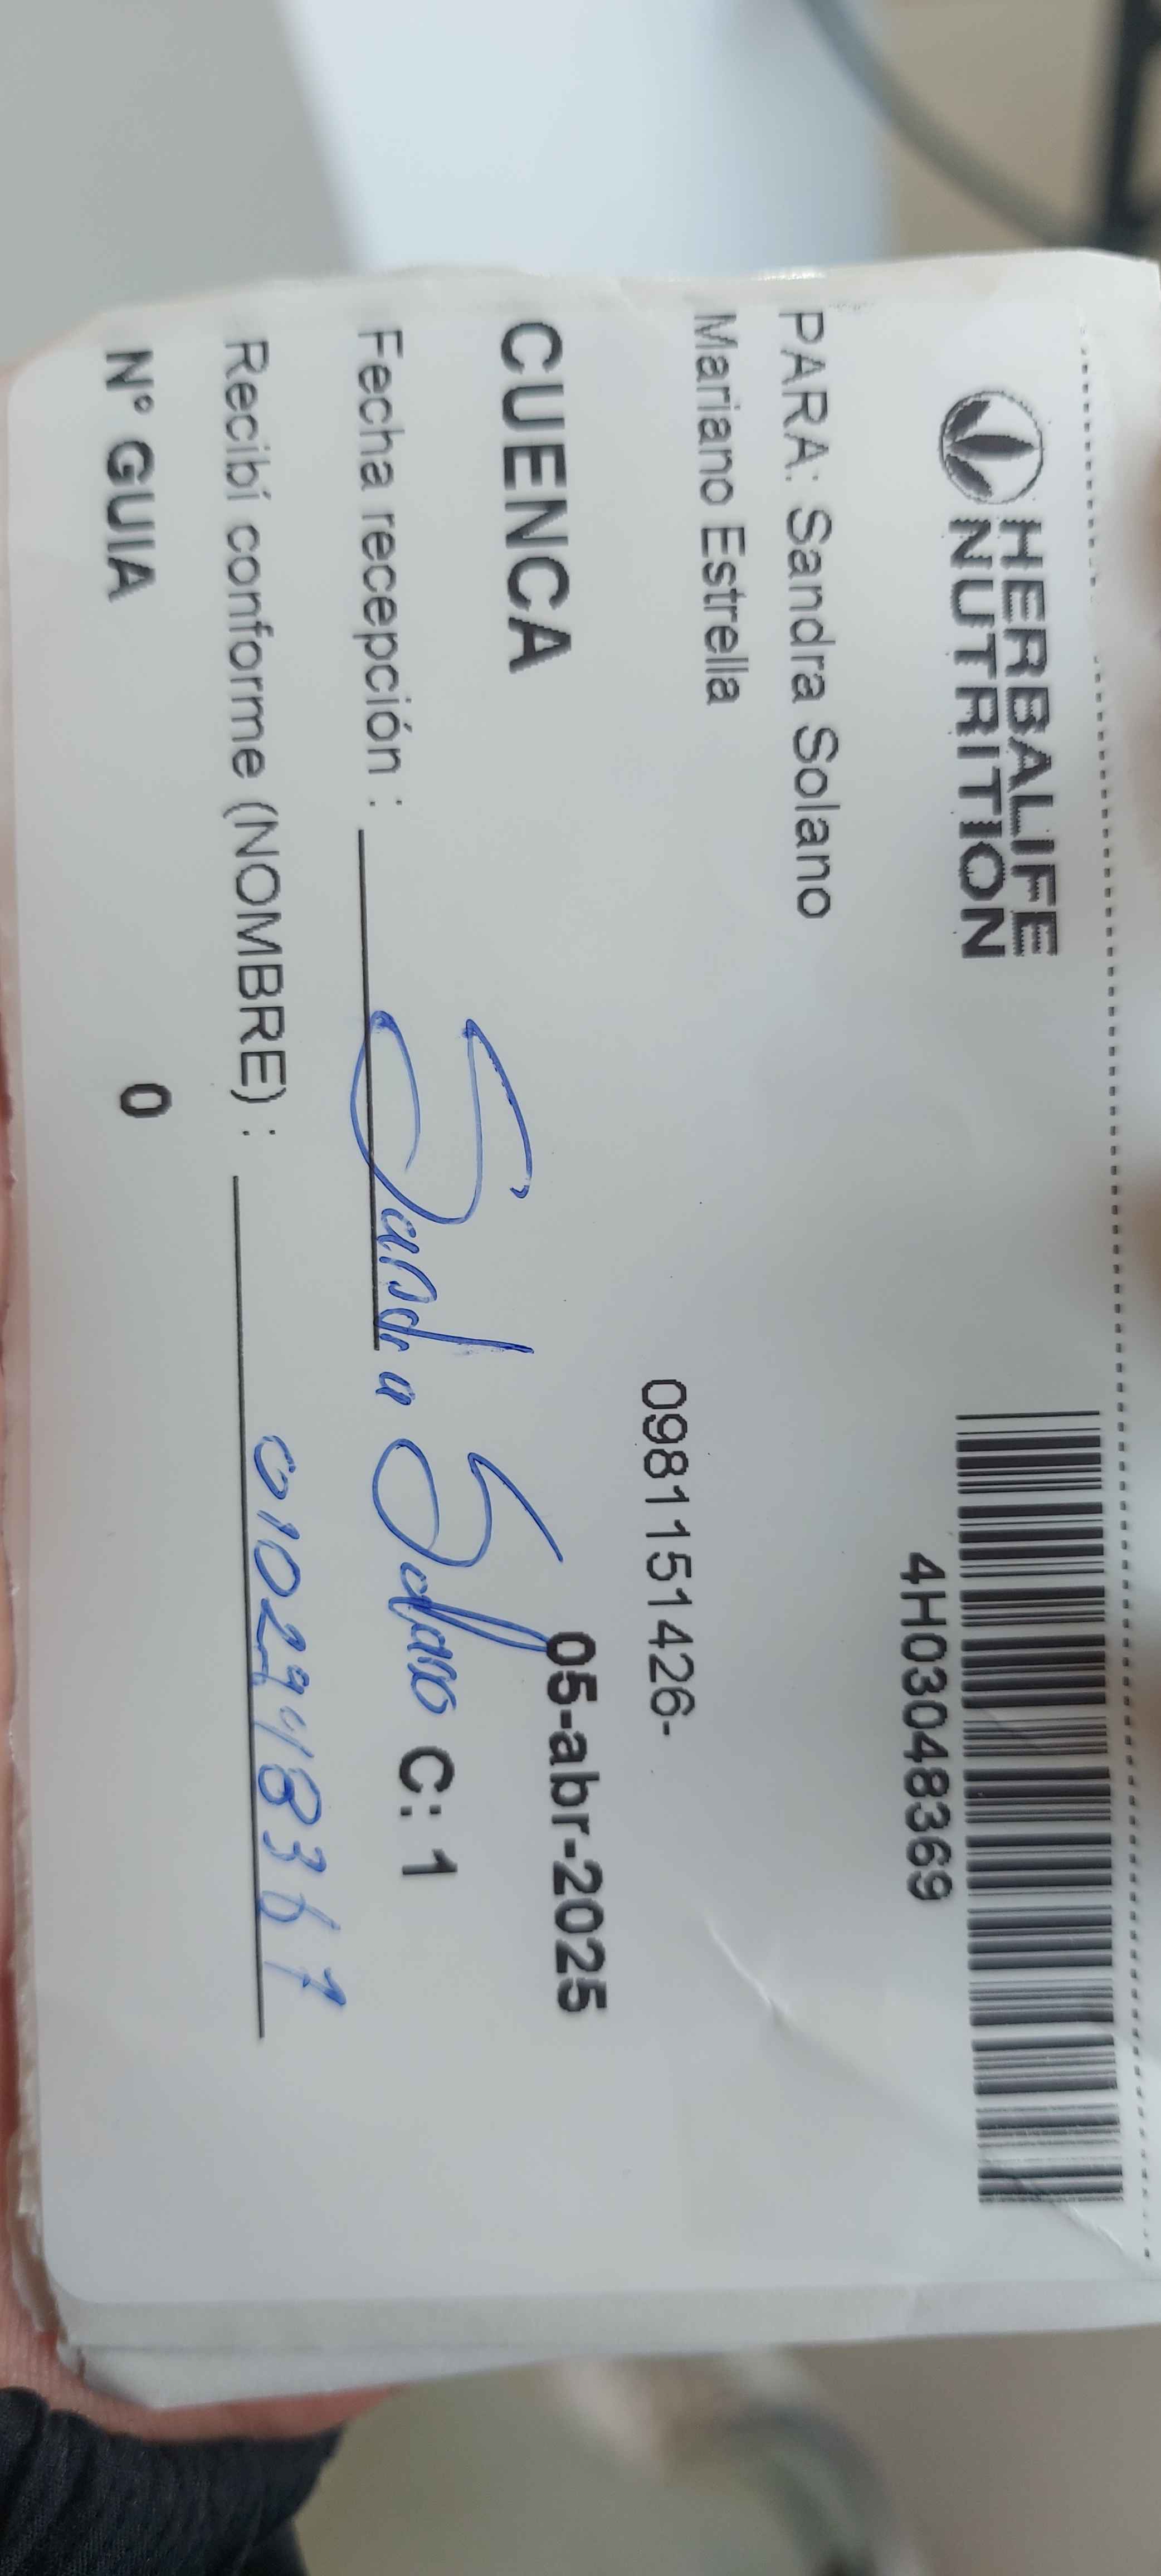 HERBALIFE
NUTRITION
4H03048369
PARA: Sandra Solano
Mariano Estrella
0981151426-
CUENCA
05-abr-2025
Fecha recepción :
Sandra Solano
C: 1
Recibí conforme (NOMBRE) :
N° GUIA
0